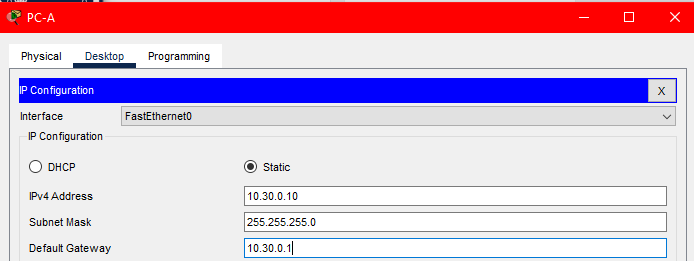 PC-A
Physical Desktop Programming
IP Configuration X
Interface FastEthernet0
IP Configuration
DHCP Static
IPv4 Address 10.30.0.10
Subnet Mask 255.255.255.0
Default Gateway 10.30.0.1